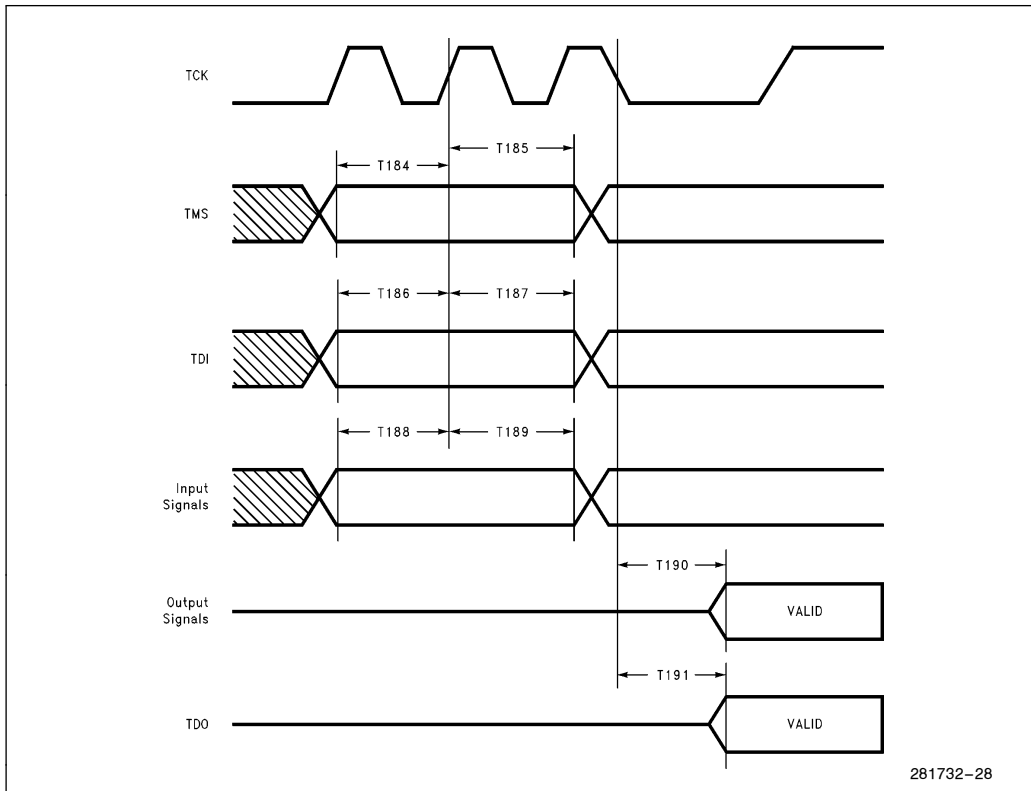 TCK
T185
T184
TMS
T186
T187
TDI
T188
T189
Input
Signals
T190
Output
Signals
VALID
T191
TDO
VALID
281732-28